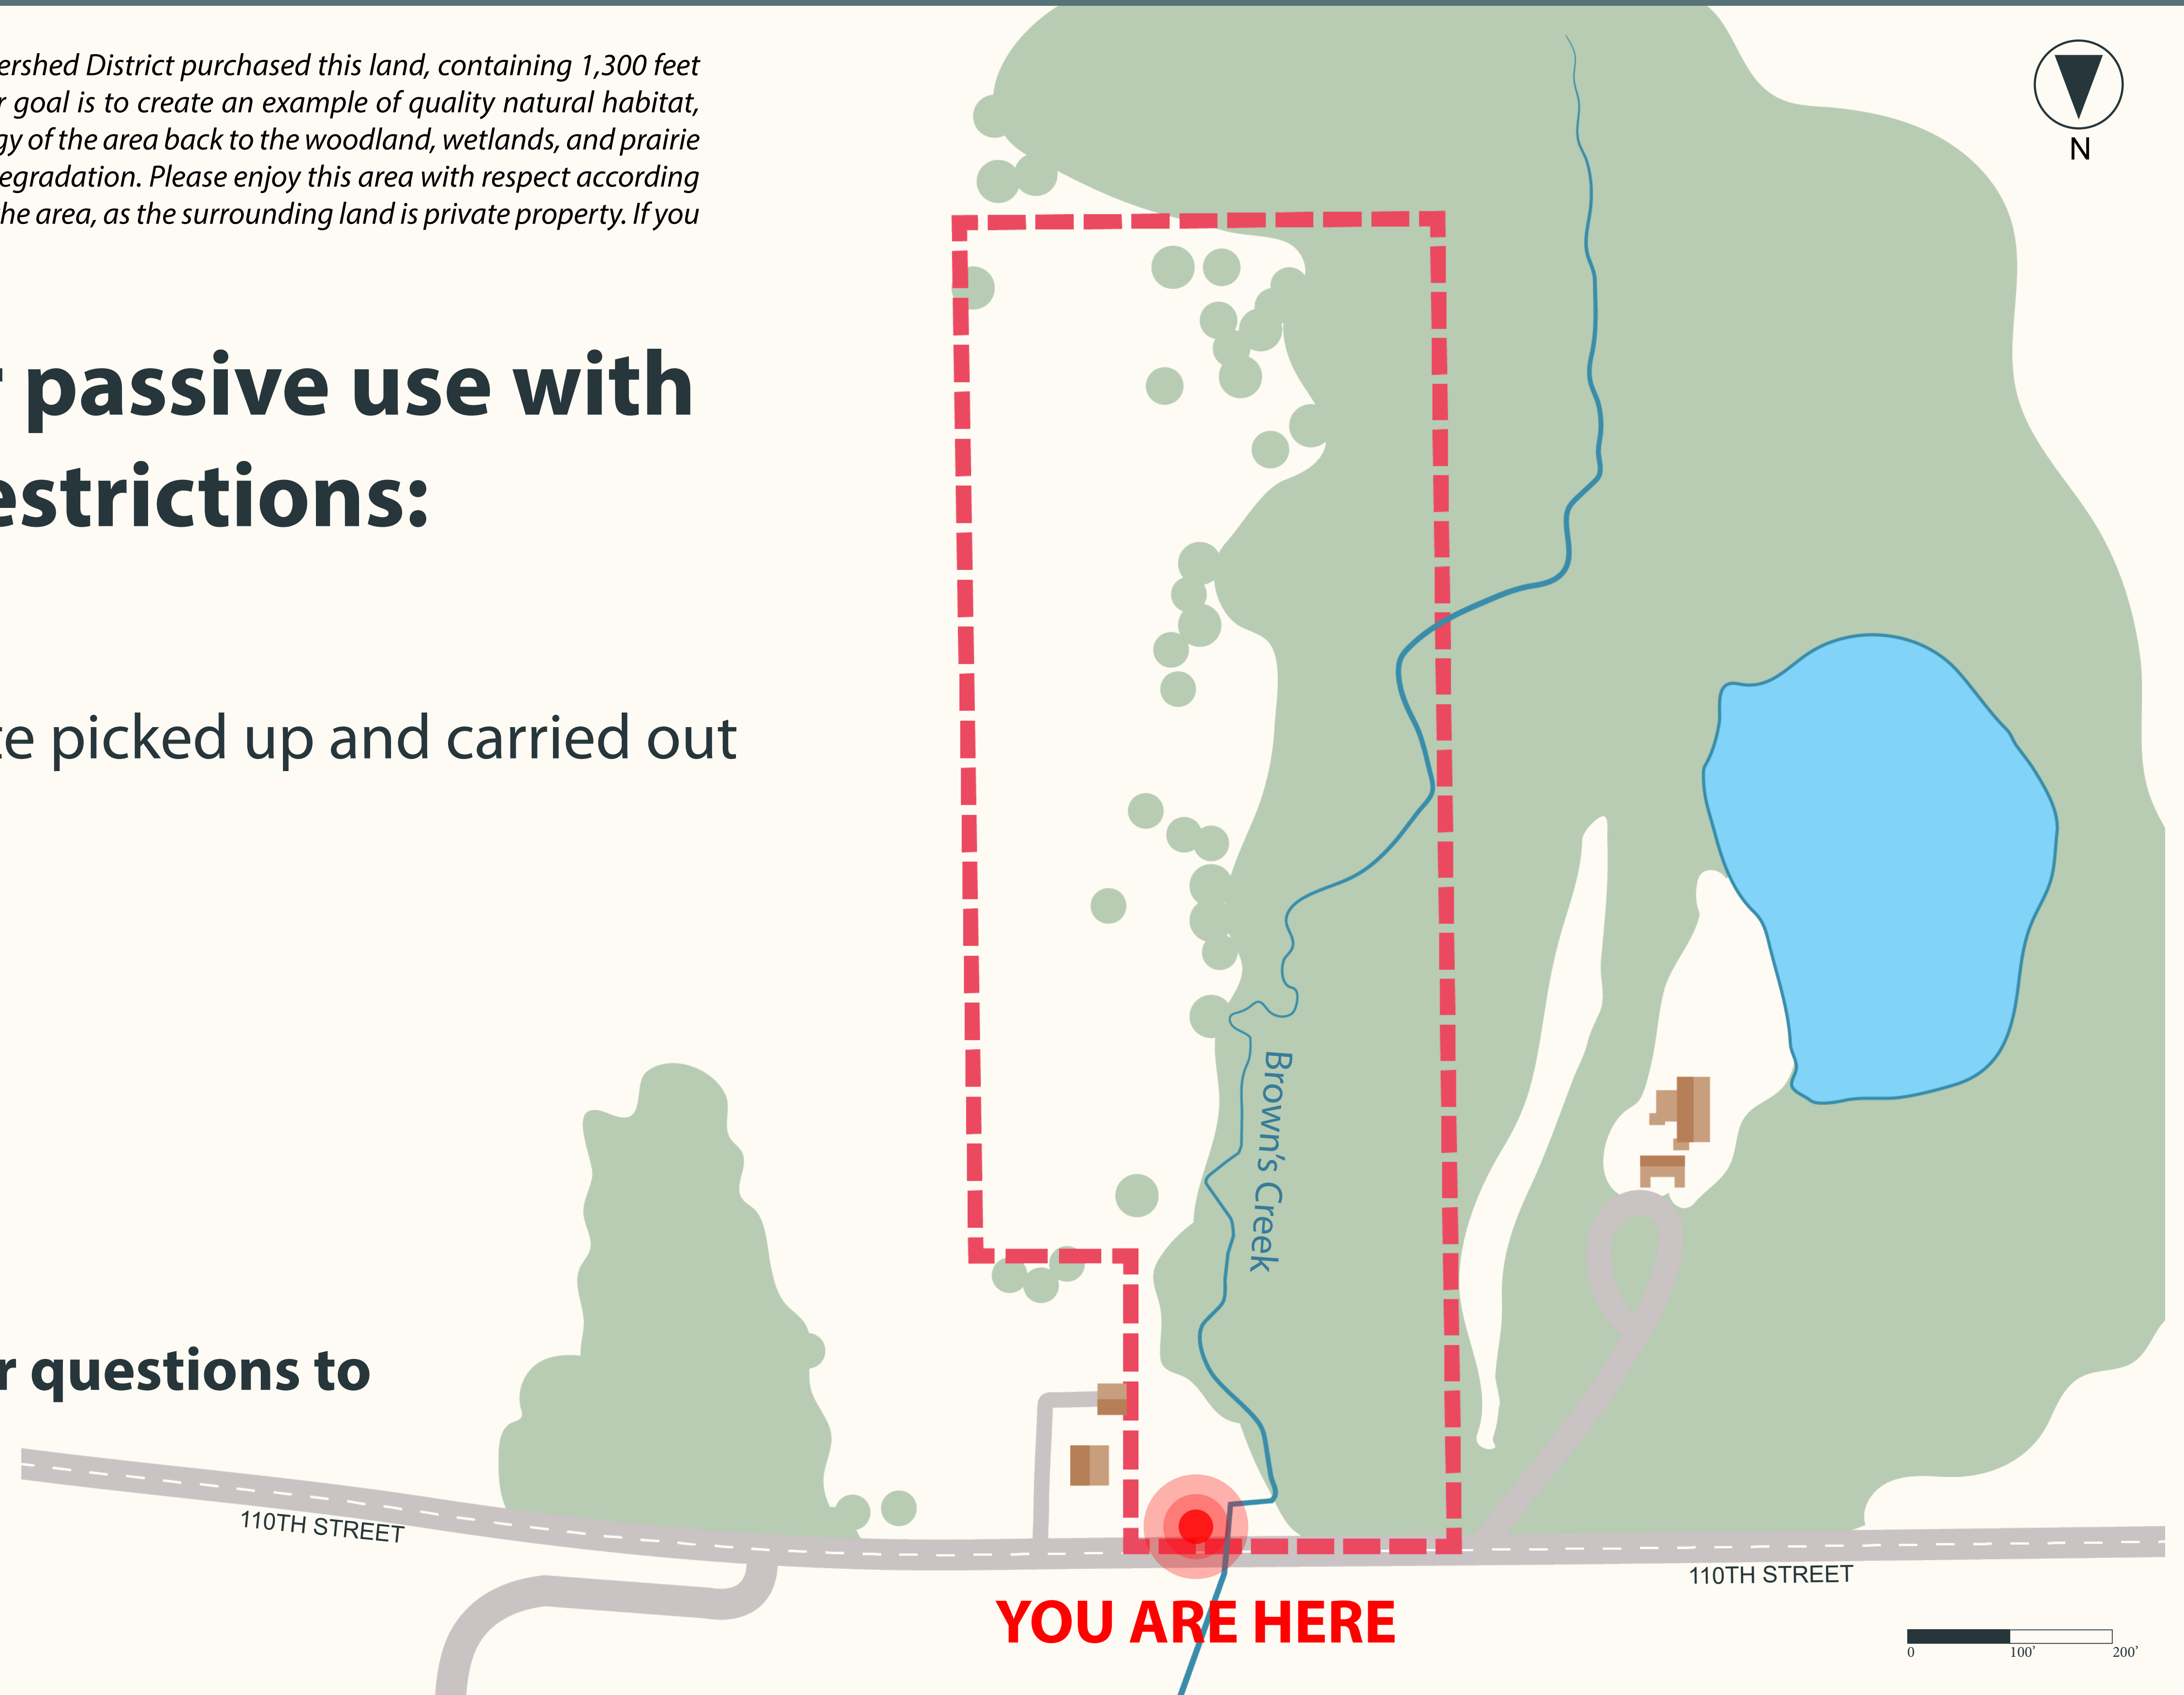 ershed District purchased this land, containing 1,300 feet
goal is to create an example of quality natural habitat,
of the area back to the woodland, wetlands, and prairie
egradation. Please enjoy this area with respect according
he area, as the surrounding land is private property. If you
passive use with
estrictions:
picked up and carried out
questions to
N
Brown's Creek
110TH STREET
110TH STREET
YOU ARE HERE
0 100' 200'